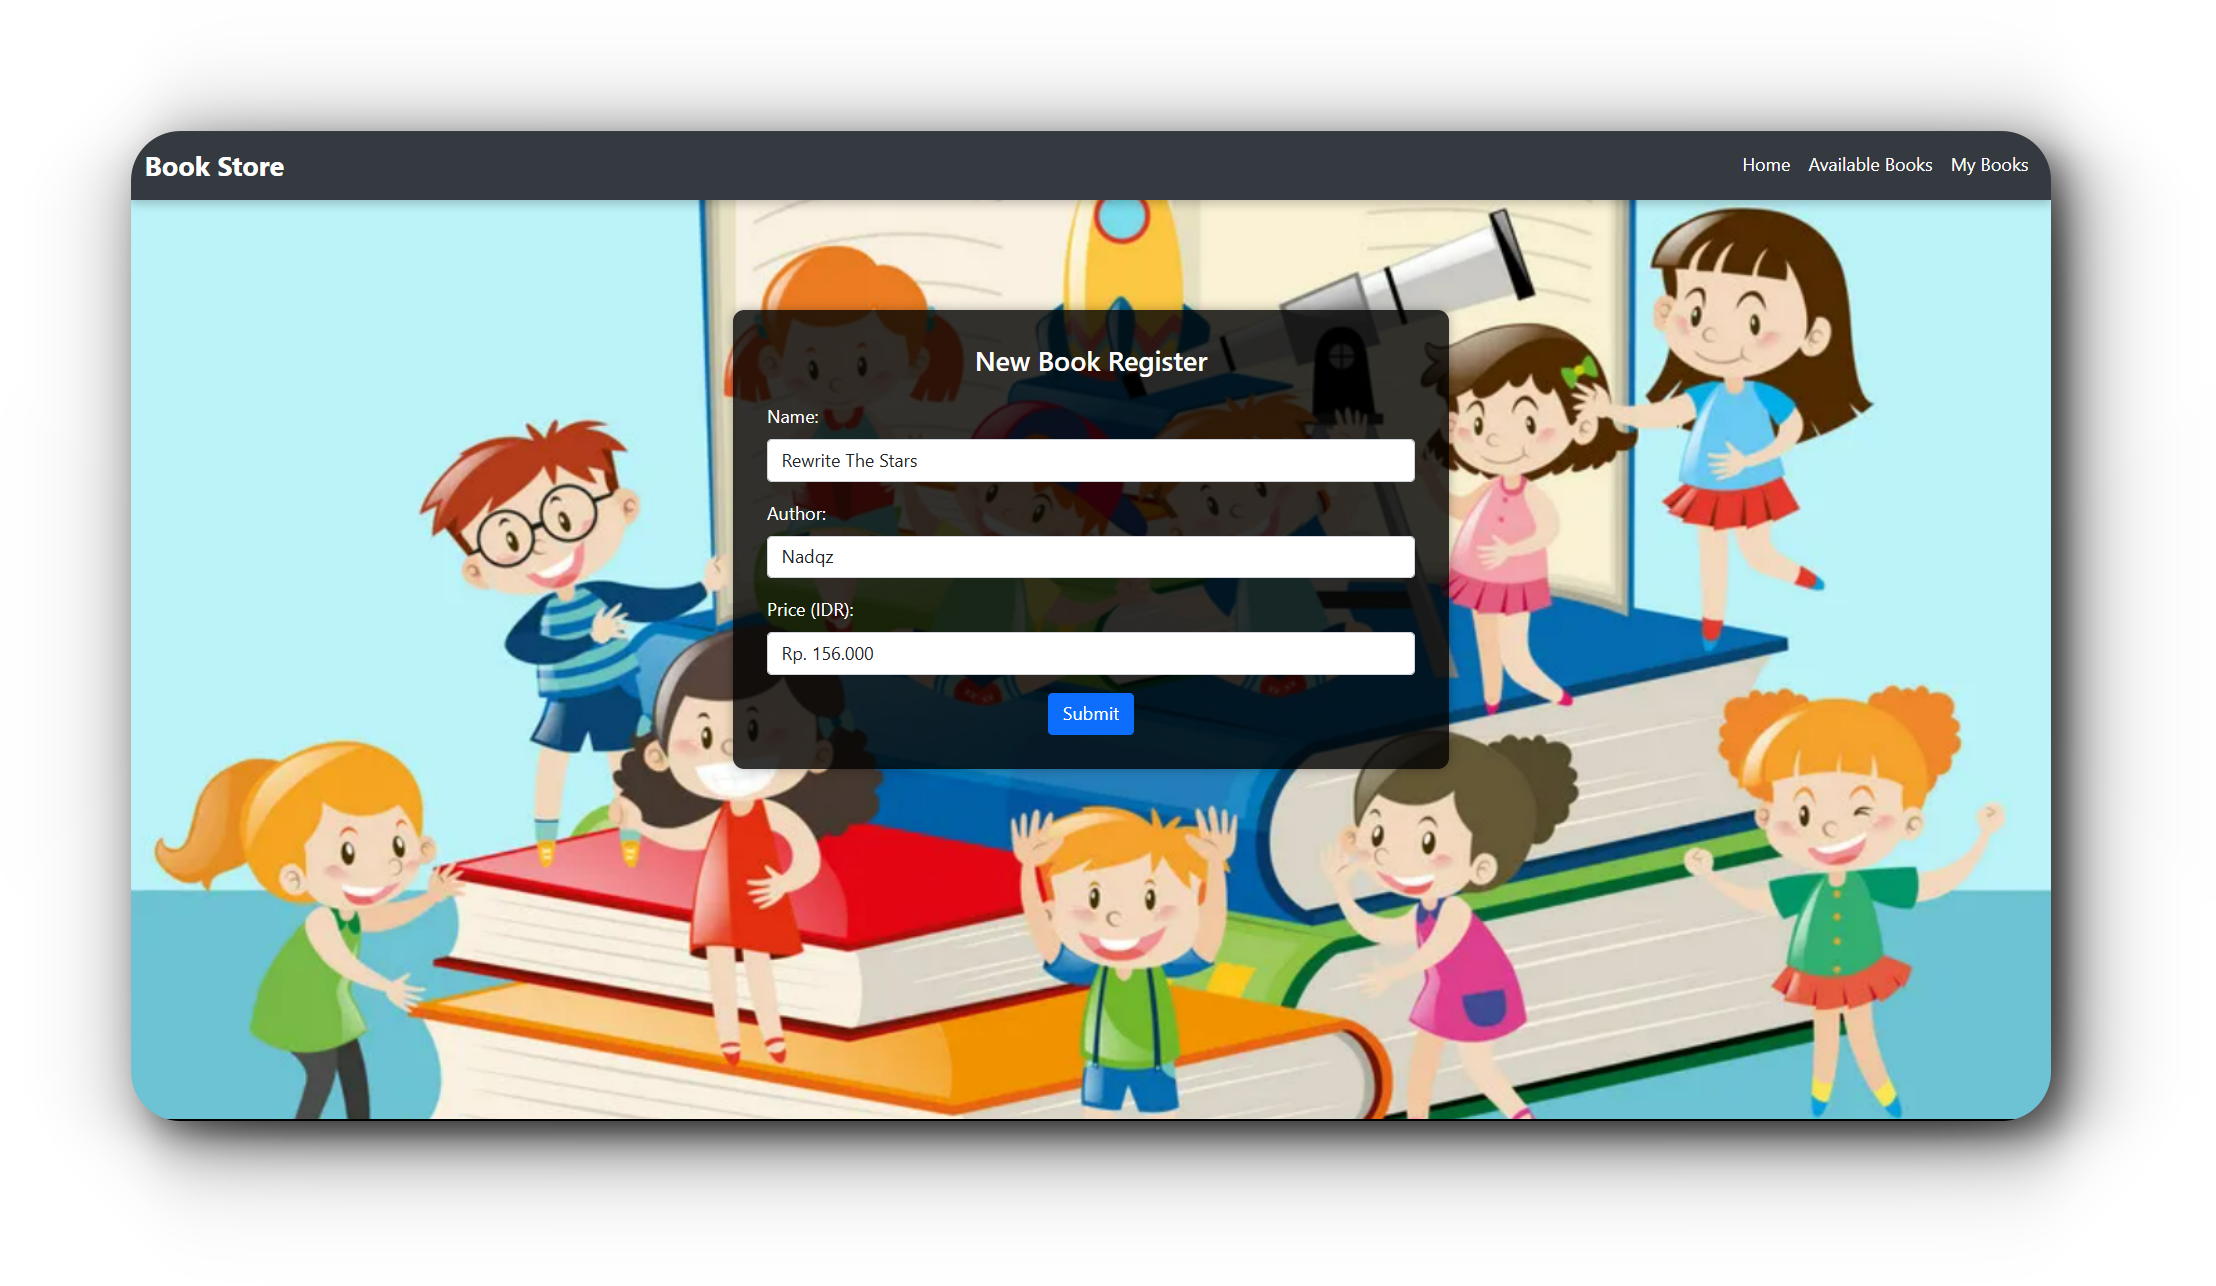 Book Store
Home Available Books My Books
New Book Register
Name:
Rewrite The Stars
Author:
Nadqz
Price (IDR):
Rp. 156.000
Submit